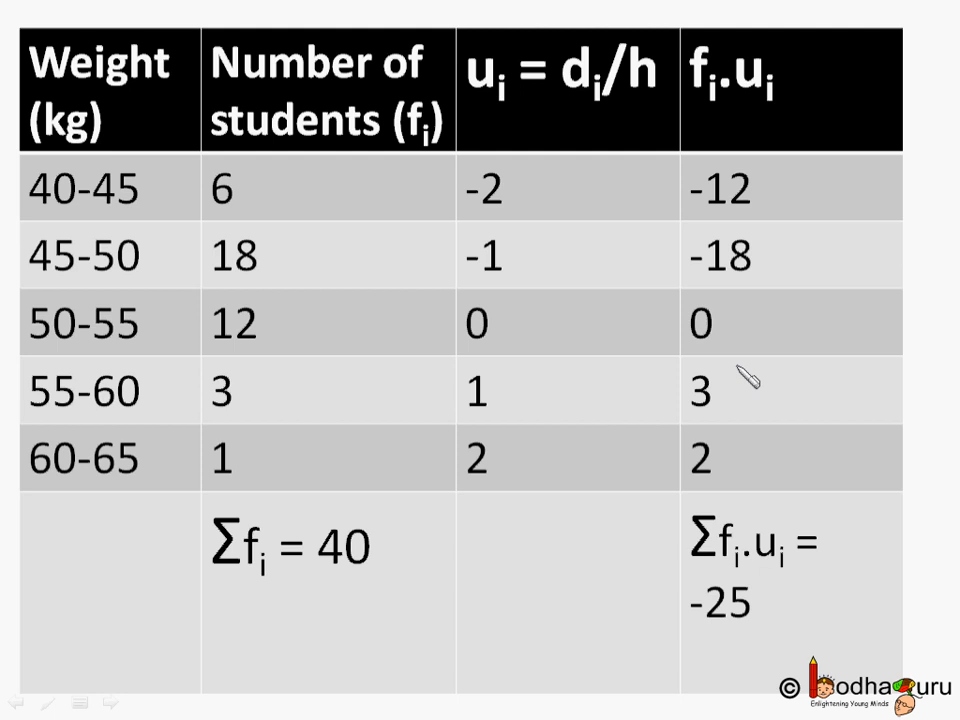 Weight (kg) Number of students (fᵢ) uᵢ = dᵢ/h fᵢ.uᵢ
40-45 6 -2 -12
45-50 18 -1 -18
50-55 12 0 0
55-60 3 1 3
60-65 1 2 2
Σfᵢ = 40 Σfᵢ.uᵢ = -25
© bodhaguru
Enlightening Young Minds